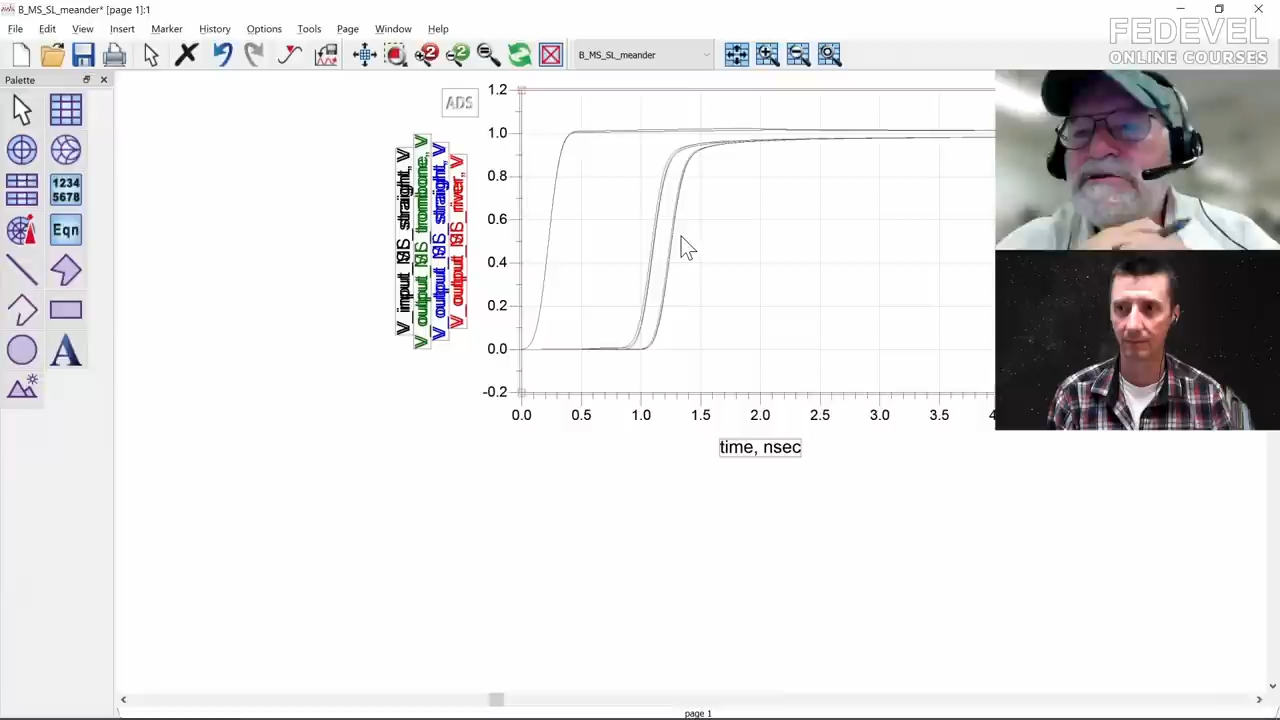 B_MS_SL_meander* [page 1]:1
File Edit View Insert Marker History Options Tools Page Window Help
FEDEVEL
ONLINE COURSES
B_MS_SL_meander
Palette
ADS
1234
5678
Eqn
A
1.2
1.0
0.8
0.6
0.4
0.2
0.0
-0.2
0.0 0.5 1.0 1.5 2.0 2.5 3.0 3.5
time, nsec
page 1